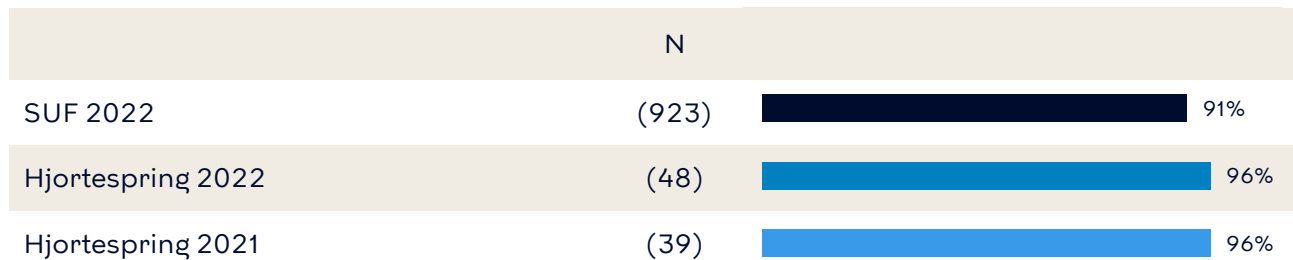 N
SUF 2022 (923) 91%
Hjortespring 2022 (48) 96%
Hjortespring 2021 (39) 96%